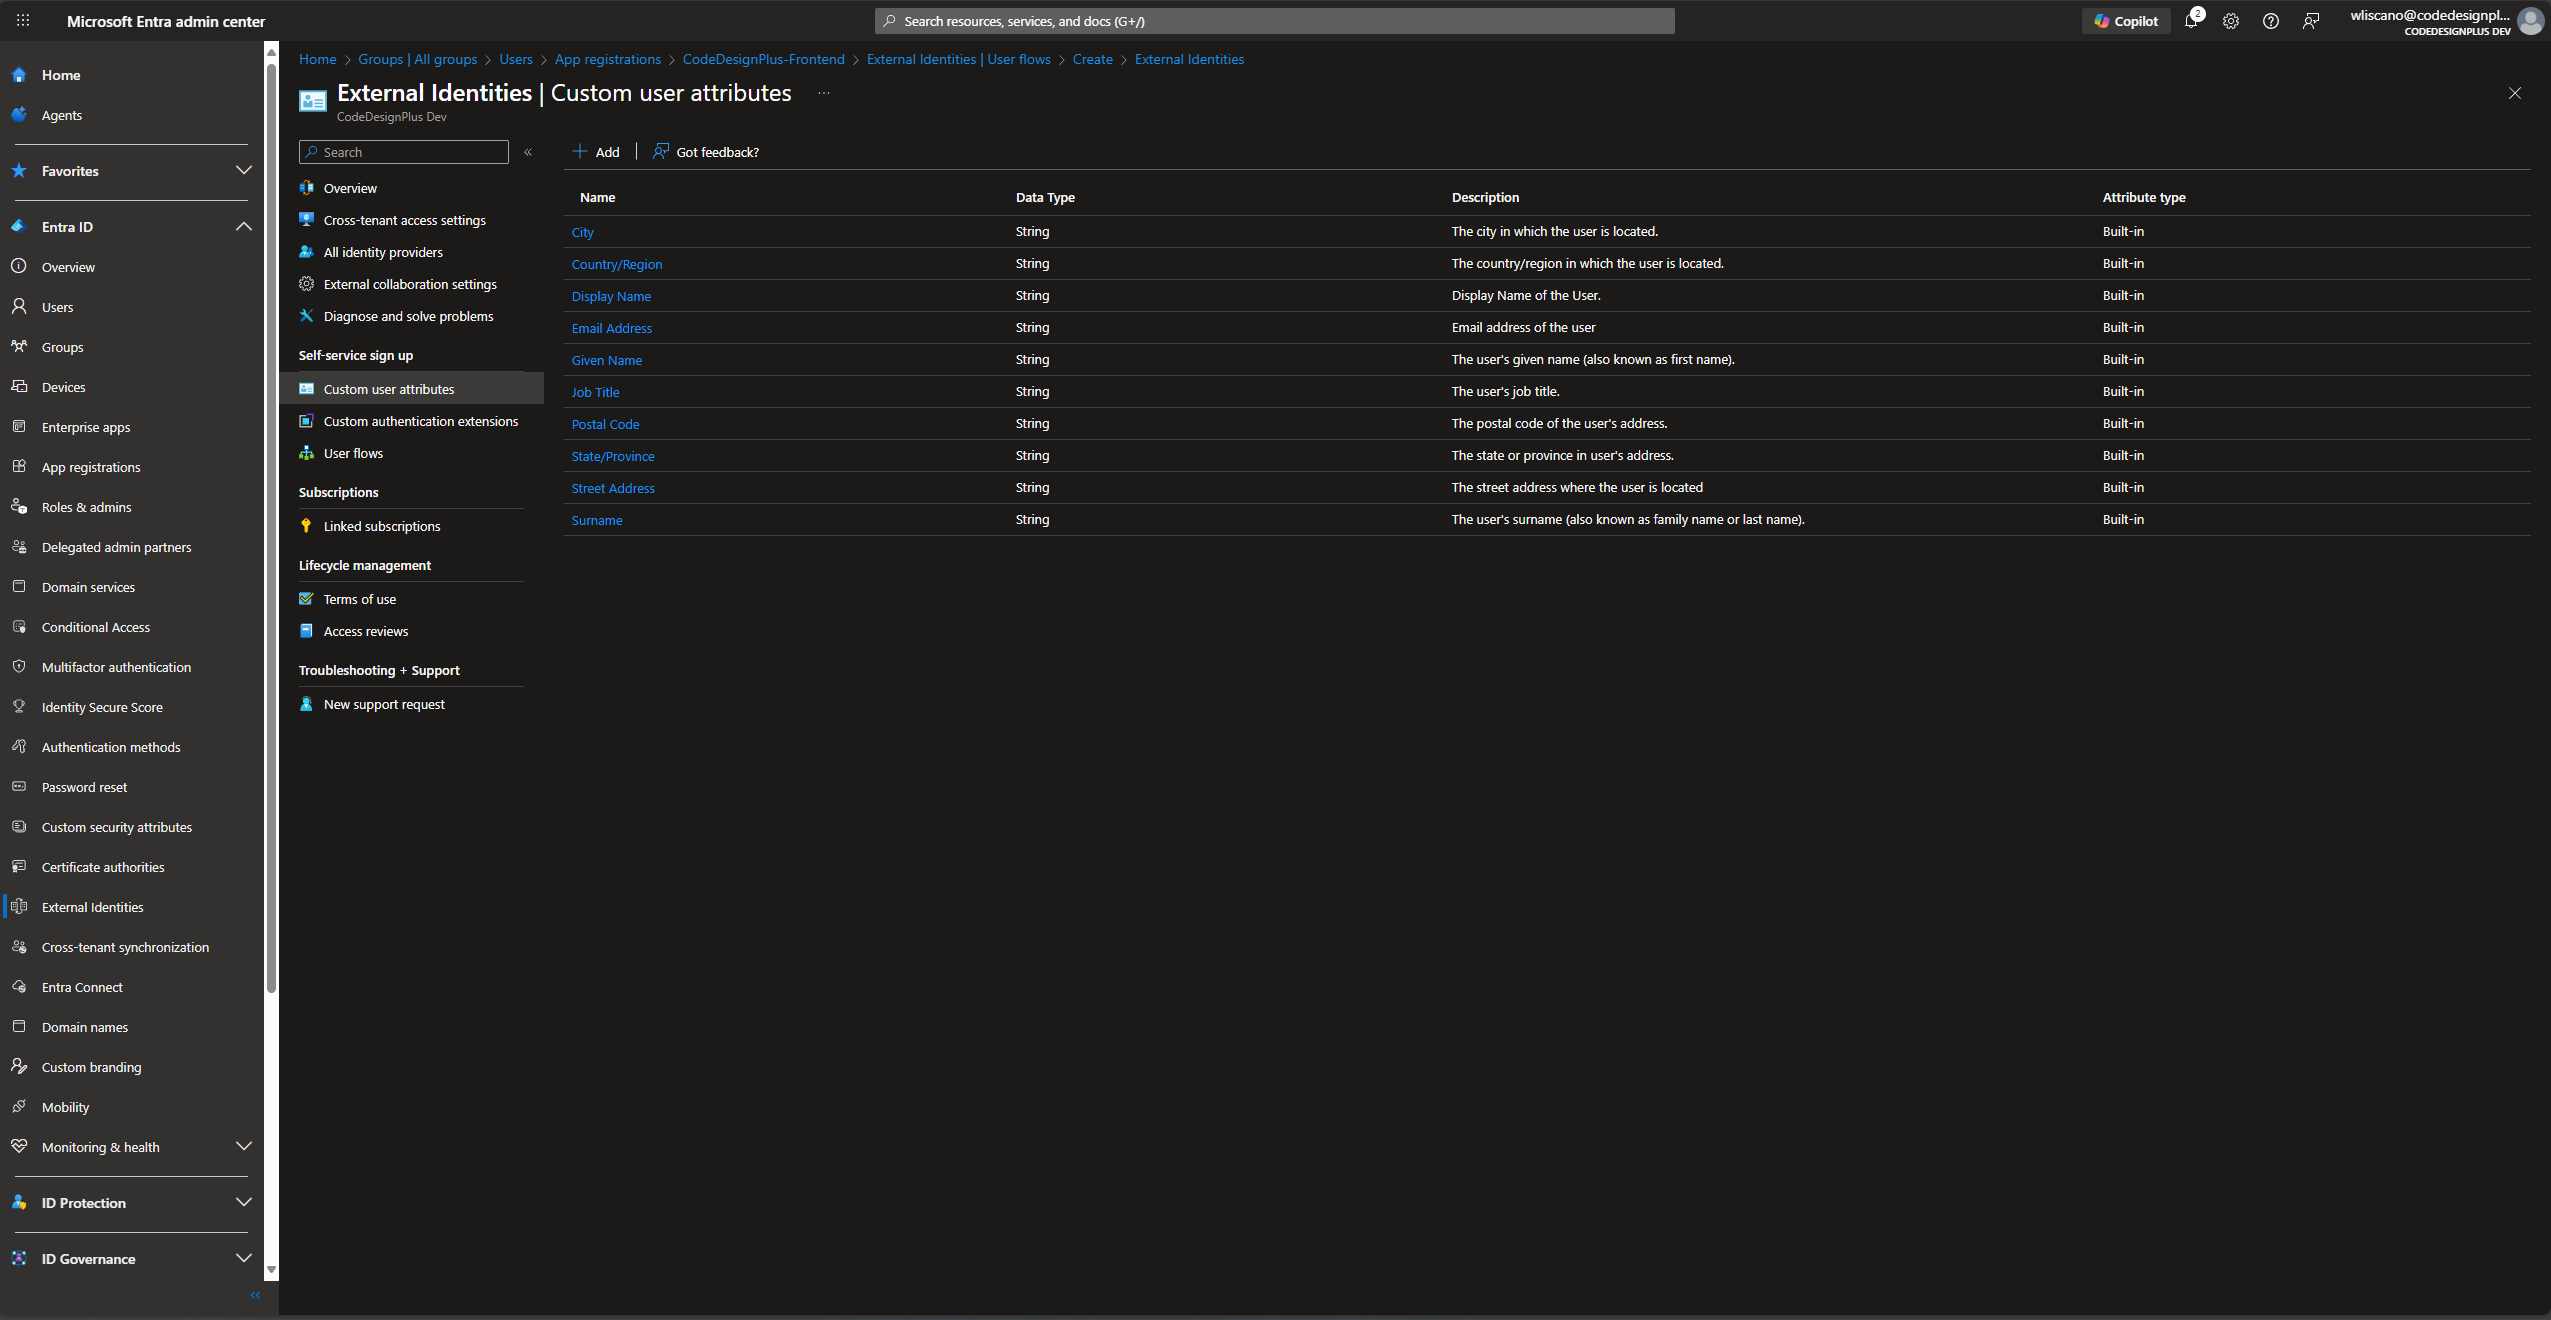 Microsoft Entra admin center
Search resources, services, and docs (G+/)
Copilot
2
wliscano@codedesignpl...
CODEDESIGNPLUS DEV
Home
Agents
Favorites
Entra ID
Overview
Users
Groups
Devices
Enterprise apps
App registrations
Roles & admins
Delegated admin partners
Domain services
Conditional Access
Multifactor authentication
Identity Secure Score
Authentication methods
Password reset
Custom security attributes
Certificate authorities
External Identities
Cross-tenant synchronization
Entra Connect
Domain names
Custom branding
Mobility
Monitoring & health
ID Protection
ID Governance
Home > Groups | All groups > Users > App registrations > CodeDesignPlus-Frontend > External Identities | User flows > Create > External Identities
External Identities | Custom user attributes ...
CodeDesignPlus Dev
Search
Overview
Cross-tenant access settings
All identity providers
External collaboration settings
Diagnose and solve problems
Self-service sign up
Custom user attributes
Custom authentication extensions
User flows
Subscriptions
Linked subscriptions
Lifecycle management
Terms of use
Access reviews
Troubleshooting + Support
New support request
Add | Got feedback?
Name Data Type Description Attribute type
City String The city in which the user is located. Built-in
Country/Region String The country/region in which the user is located. Built-in
Display Name String Display Name of the User. Built-in
Email Address String Email address of the user Built-in
Given Name String The user's given name (also known as first name). Built-in
Job Title String The user's job title. Built-in
Postal Code String The postal code of the user's address. Built-in
State/Province String The state or province in user's address. Built-in
Street Address String The street address where the user is located Built-in
Surname String The user's surname (also known as family name or last name). Built-in